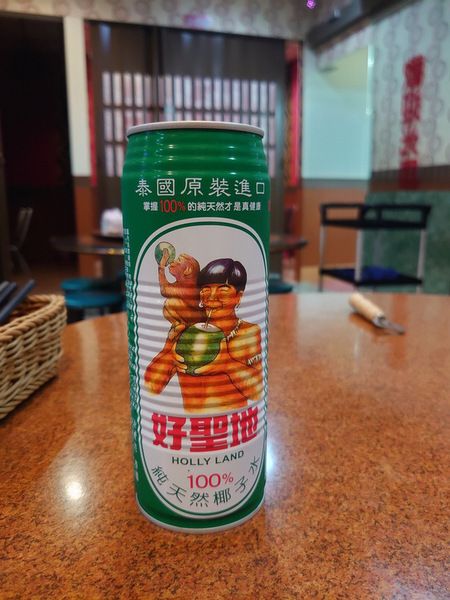 泰國原裝進口
掌握100%的純天然才是真健康
好聖地
HOLLY LAND
100%
純天然椰子水